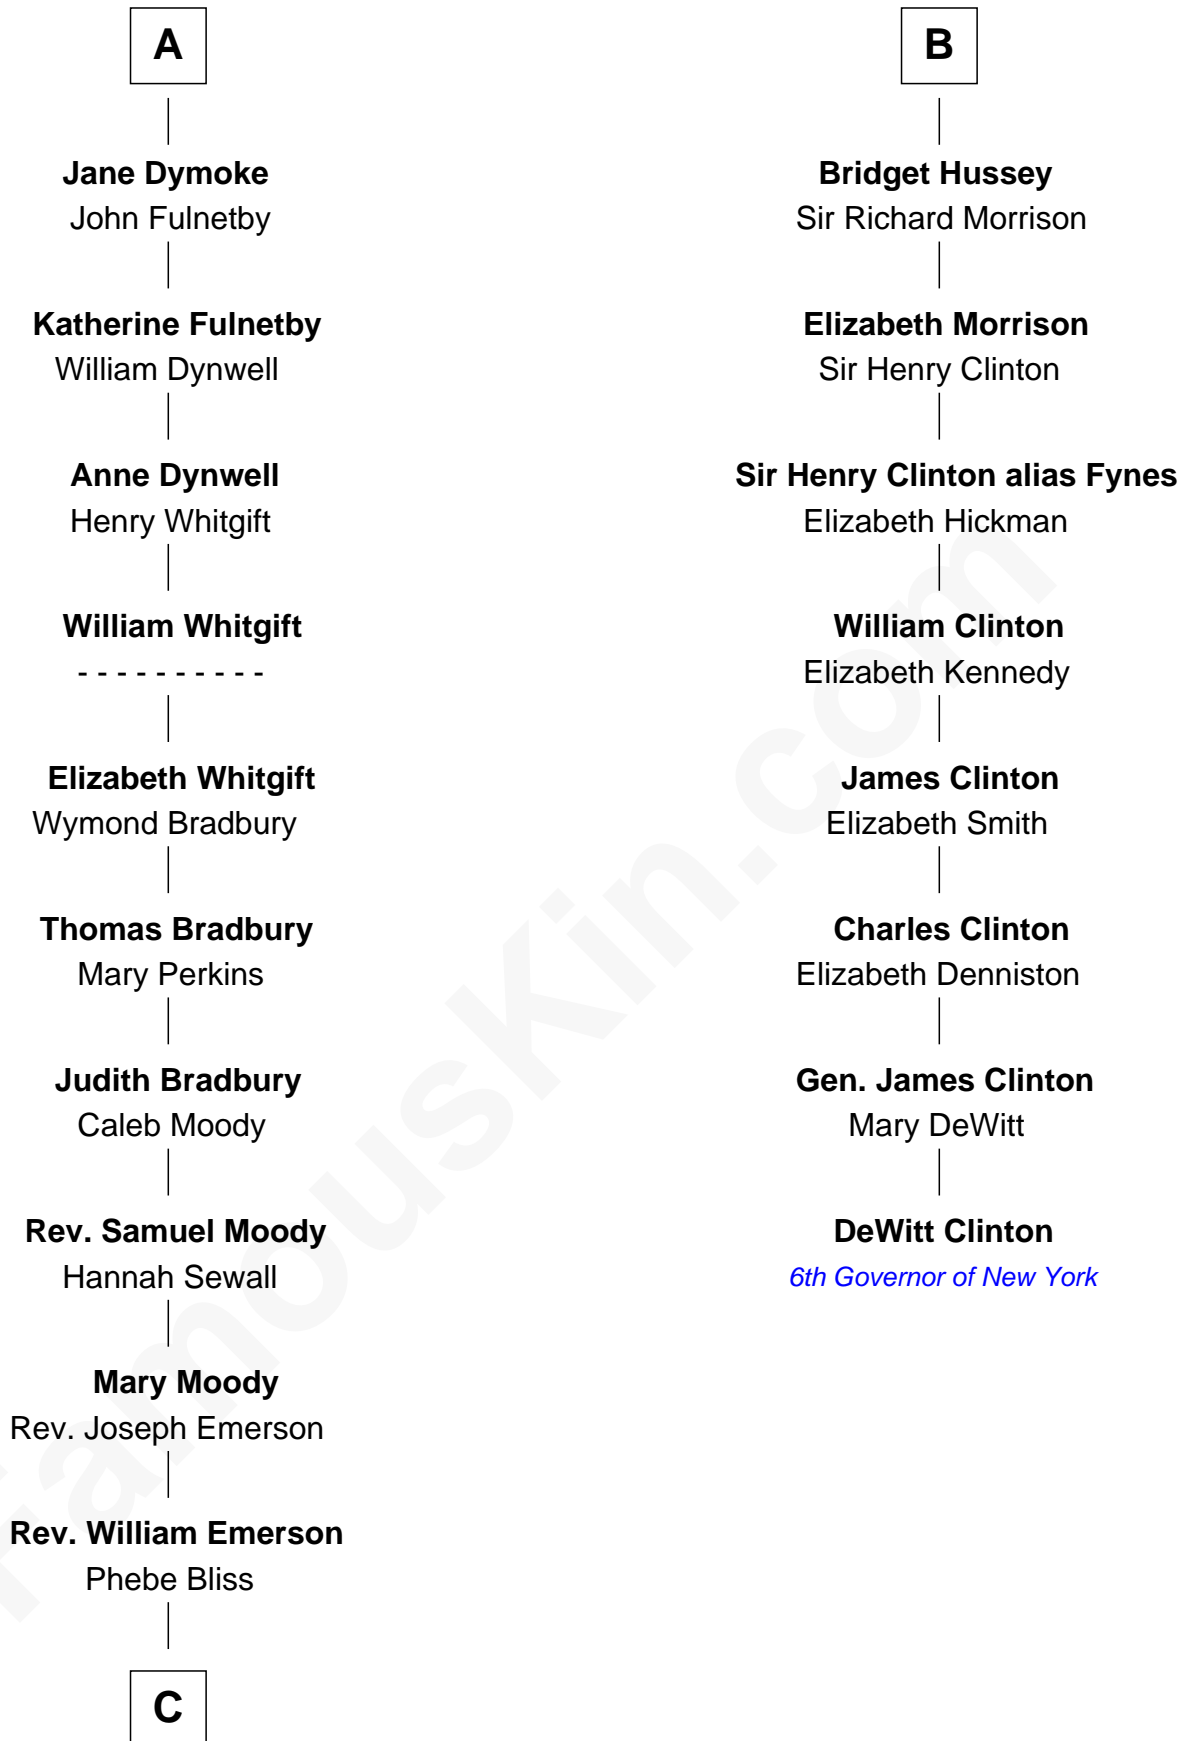 A
Jane Dymoke
John Fulnetby
Katherine Fulnetby
William Dynwell
Anne Dynwell
Henry Whitgift
William Whitgift
- - - - - - - - - -
Elizabeth Whitgift
Wymond Bradbury
Thomas Bradbury
Mary Perkins
Judith Bradbury
Caleb Moody
Rev. Samuel Moody
Hannah Sewall
Mary Moody
Rev. Joseph Emerson
Rev. William Emerson
Phebe Bliss
C
B
Bridget Hussey
Sir Richard Morrison
Elizabeth Morrison
Sir Henry Clinton
Sir Henry Clinton alias Fynes
Elizabeth Hickman
William Clinton
Elizabeth Kennedy
James Clinton
Elizabeth Smith
Charles Clinton
Elizabeth Denniston
Gen. James Clinton
Mary DeWitt
DeWitt Clinton
6th Governor of New York
FamousKin.com